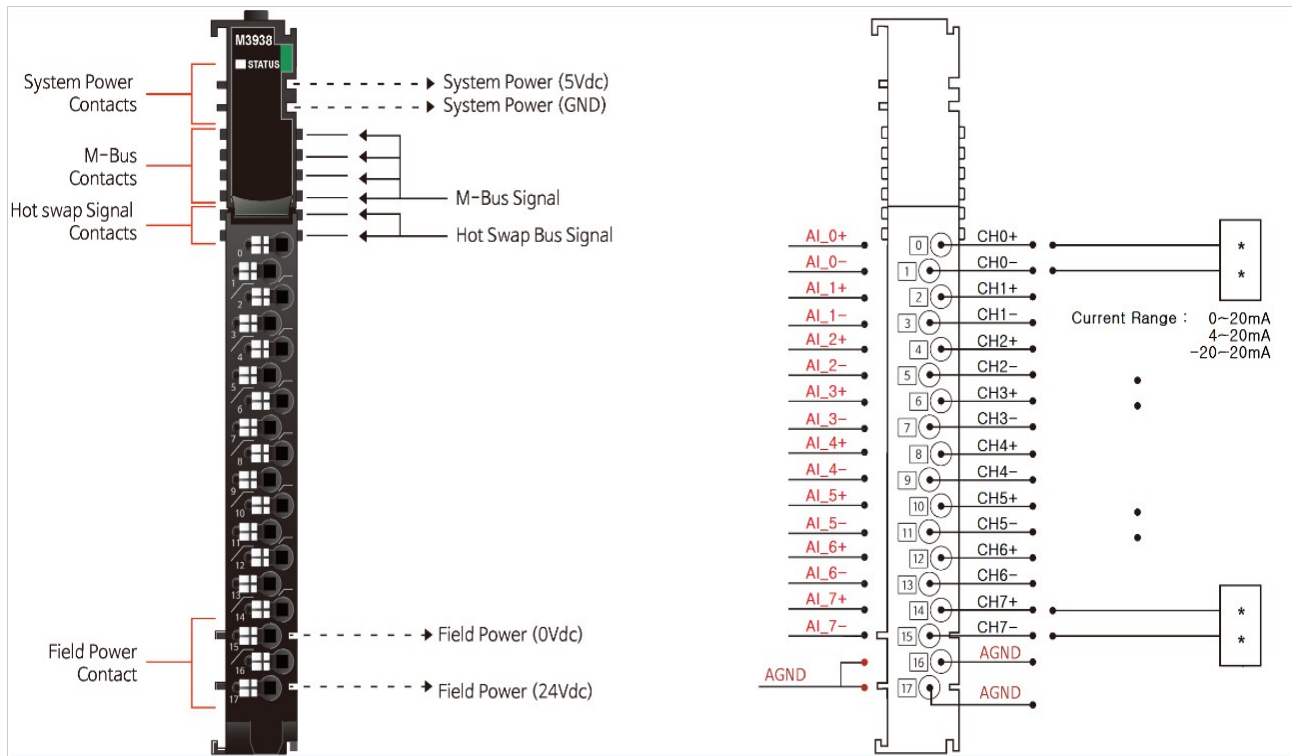 M3938
STATUS
System Power
Contacts
System Power (5Vdc)
System Power (GND)
M-Bus
Contacts
M-Bus Signal
Hot swap Signal
Contacts
Hot Swap Bus Signal
0
1
2
3
4
5
6
7
8
9
10
11
12
13
14
15
16
17
Field Power
Contact
Field Power (0Vdc)
Field Power (24Vdc)
AI_0+ 0 CH0+ *
AI_0- 1 CH0- *
AI_1+ 2 CH1+
AI_1- 3 CH1-
Current Range : 0~20mA
4~20mA
-20~20mA
AI_2+ 4 CH2+
AI_2- 5 CH2-
AI_3+ 6 CH3+
AI_3- 7 CH3-
AI_4+ 8 CH4+
AI_4- 9 CH4-
AI_5+ 10 CH5+
AI_5- 11 CH5-
AI_6+ 12 CH6+
AI_6- 13 CH6-
AI_7+ 14 CH7+ *
AI_7- 15 CH7- *
AGND 16 AGND
17 AGND